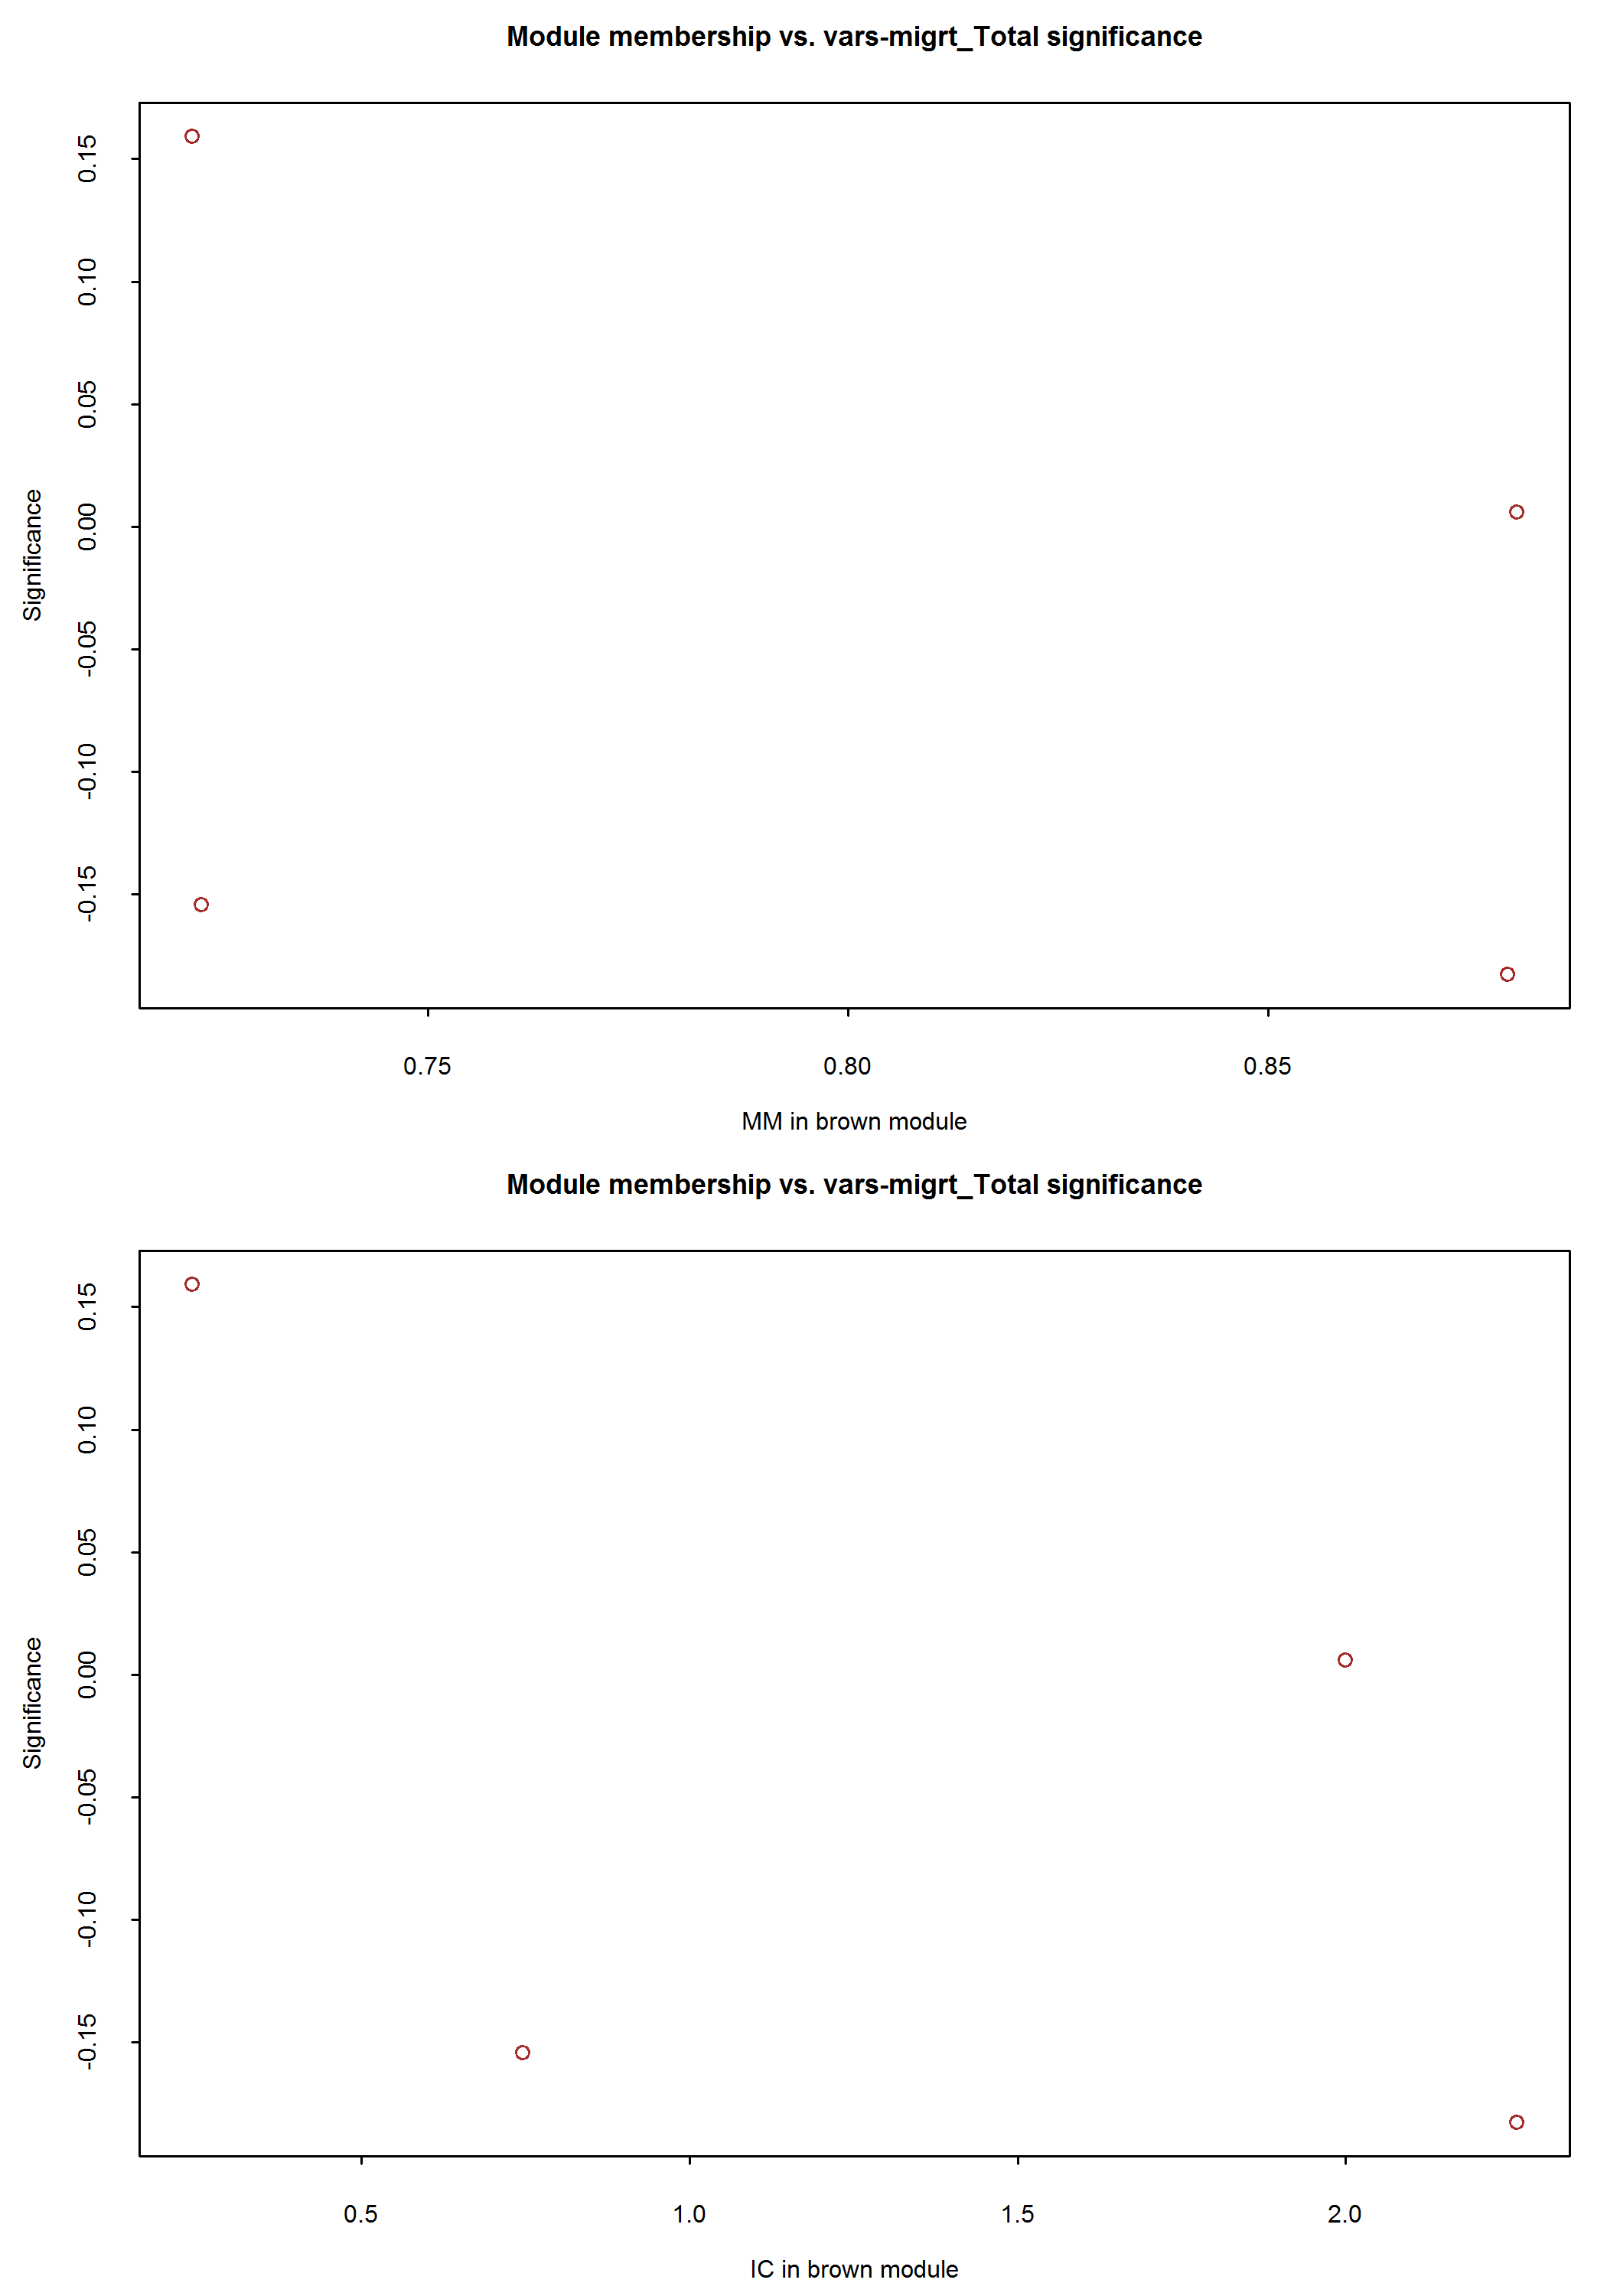 Module membership vs. vars-migrt_Total significance
0.15
0.10
0.05
0.00
-0.05
-0.10
-0.15
Significance
0.75 0.80 0.85
MM in brown module
Module membership vs. vars-migrt_Total significance
0.15
0.10
0.05
0.00
-0.05
-0.10
-0.15
Significance
0.5 1.0 1.5 2.0
IC in brown module